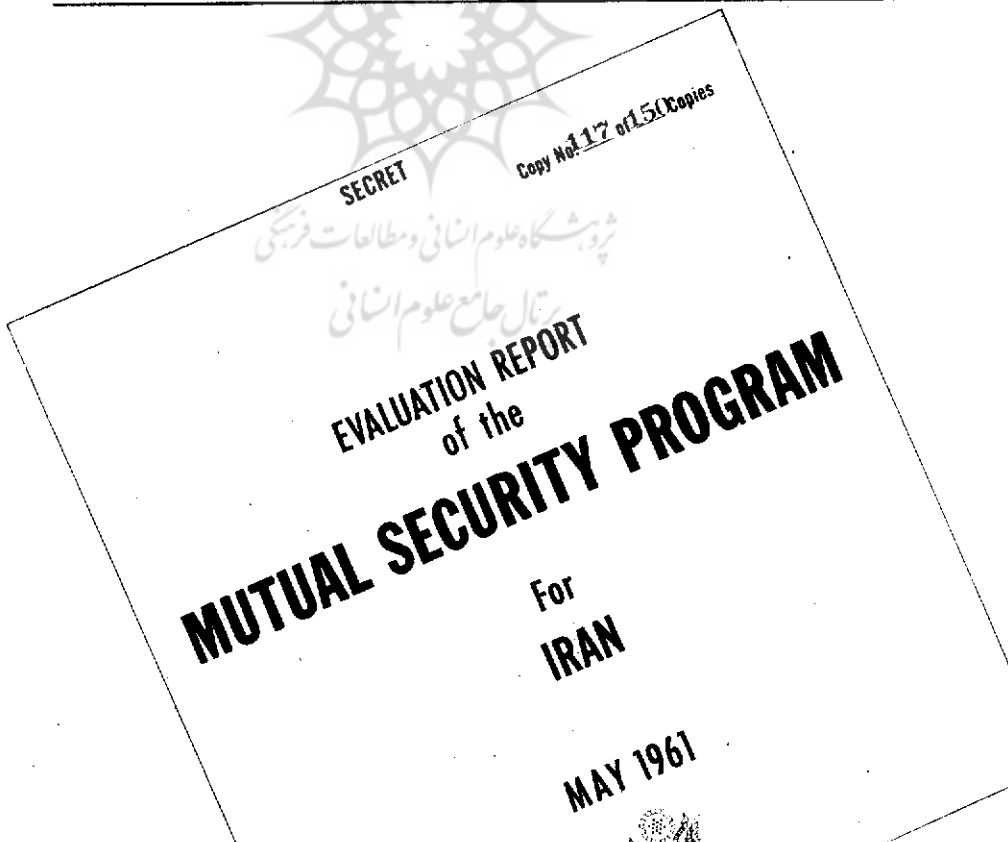 SECRET
Copy No. 117 of 150 Copies
پژوهشگاه علوم انسانی و مطالعات فرهنگی
پرتال جامع علوم انسانی
EVALUATION REPORT
of the
MUTUAL SECURITY PROGRAM
For
IRAN
MAY 1961